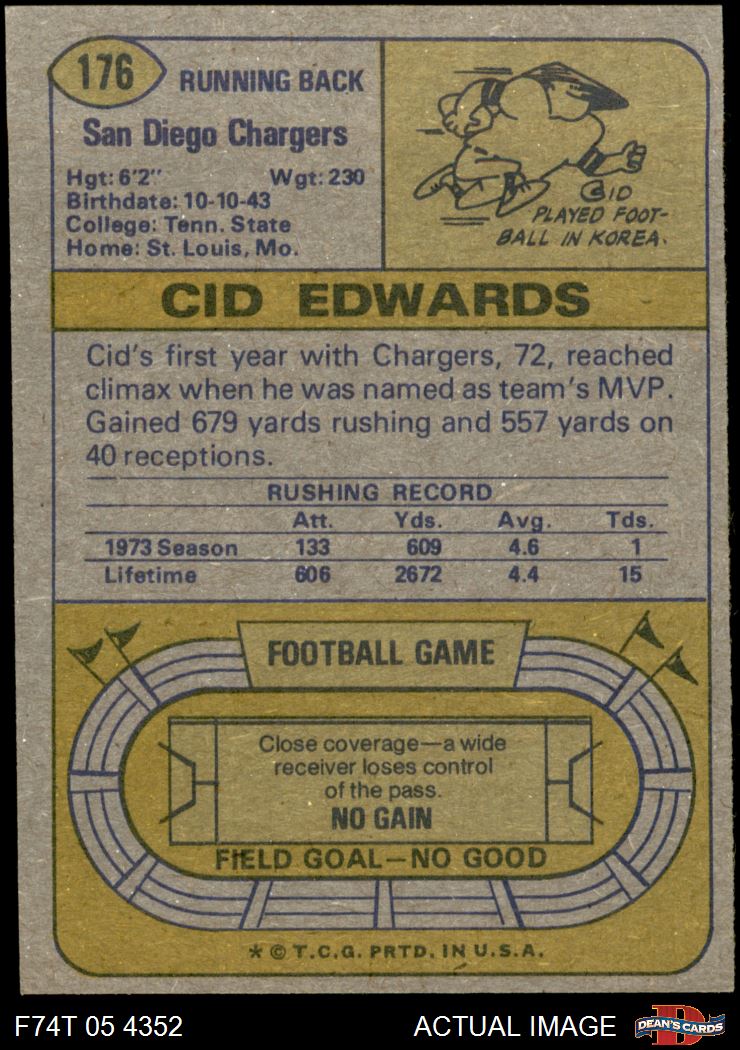 176
RUNNING BACK
San Diego Chargers
Hgt: 6'2" Wgt: 230
Birthdate: 10-10-43
College: Tenn. State
Home: St. Louis, Mo.
CID
PLAYED FOOT-
BALL IN KOREA.
CID EDWARDS
Cid's first year with Chargers, 72, reached
climax when he was named as team's MVP.
Gained 679 yards rushing and 557 yards on
40 receptions.
RUSHING RECORD
Att. Yds. Avg. Tds.
1973 Season 133 609 4.6 1
Lifetime 606 2672 4.4 15
FOOTBALL GAME
Close coverage—a wide
receiver loses control
of the pass.
NO GAIN
FIELD GOAL—NO GOOD
* © T.C.G. PRTD. IN U.S.A.
F74T 05 4352 ACTUAL IMAGE
D
DEAN'S CARDS